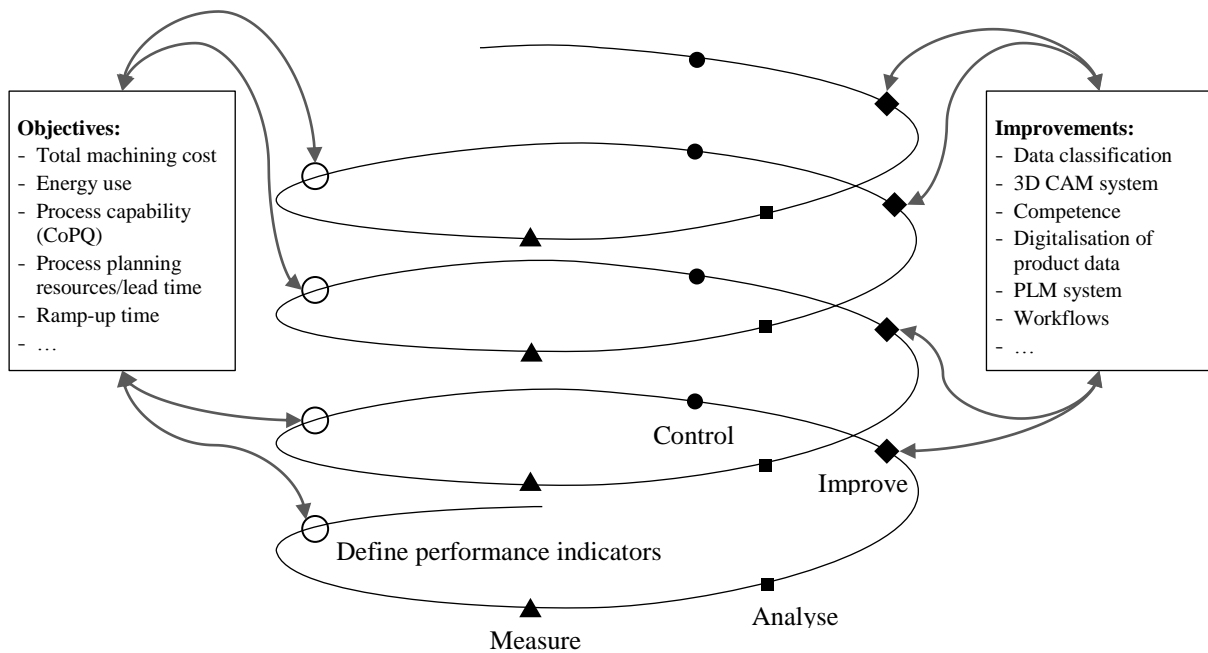 Objectives:
- Total machining cost
- Energy use
- Process capability
(CoPQ)
- Process planning
resources/lead time
- Ramp-up time
- …
Improvements:
- Data classification
- 3D CAM system
- Competence
- Digitalisation of
product data
- PLM system
- Workflows
- …
Control
Improve
Define performance indicators
Analyse
Measure